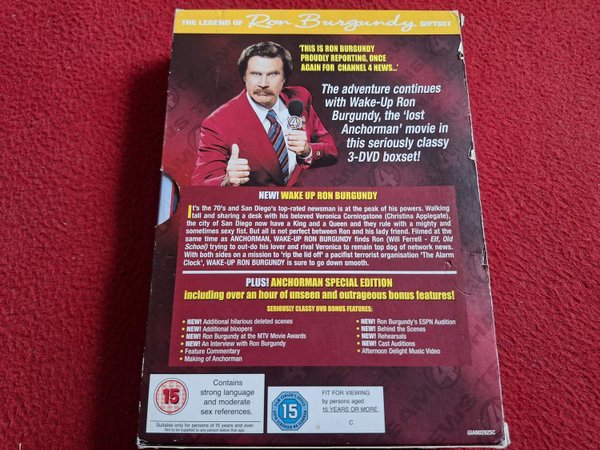 THE LEGEND OF Ron Burgundy GIFTSET
'THIS IS RON BURGUNDY
PROUDLY REPORTING, ONCE
AGAIN FOR CHANNEL 4 NEWS...'
The adventure continues
with Wake-Up Ron
Burgundy, the 'lost
Anchorman' movie in
this seriously classy
3-DVD boxset!
4
NEW! WAKE UP RON BURGUNDY
It's the 70's and San Diego's top-rated newsman is at the peak of his powers. Walking
tall and sharing a desk with his beloved Veronica Corningstone (Christina Applegate),
the city of San Diego now have a King and a Queen and they rule with a mighty and
sometimes sexy fist. But all is not perfect between Ron and his lady friend. Filmed at the
same time as ANCHORMAN, WAKE-UP RON BURGUNDY finds Ron (Will Ferrell - Elf, Old
School) trying to out-do his lover and rival Veronica to remain top dog of network news.
With both sides on a mission to 'rip the lid off' a pacifist terrorist organisation 'The Alarm
Clock', WAKE-UP RON BURGUNDY is sure to go down smooth.
PLUS! ANCHORMAN SPECIAL EDITION
including over an hour of unseen and outrageous bonus features!
SERIOUSLY CLASSY DVD BONUS FEATURES:
• NEW! Additional hilarious deleted scenes
• NEW! Additional bloopers
• NEW! Ron Burgundy at the MTV Movie Awards
• NEW! An Interview with Ron Burgundy
• Feature Commentary
• Making of Anchorman
• NEW! Ron Burgundy's ESPN Audition
• NEW! Behind the Scenes
• NEW! Rehearsals
• NEW! Cast Auditions
• Afternoon Delight Music Video
15
Contains
strong language
and moderate
sex references.
Suitable only for persons of 15 years and over.
Not to be supplied to any person below that age.
15
FIT FOR VIEWING
by persons aged
15 YEARS OR MORE
C
GIAN02925C